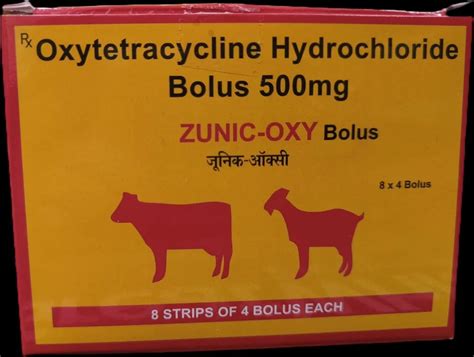 Rx Oxytetracycline Hydrochloride
Bolus 500mg
ZUNIC-OXY Bolus
जूनिक-ऑक्सी
8 x 4 Bolus
8 STRIPS OF 4 BOLUS EACH